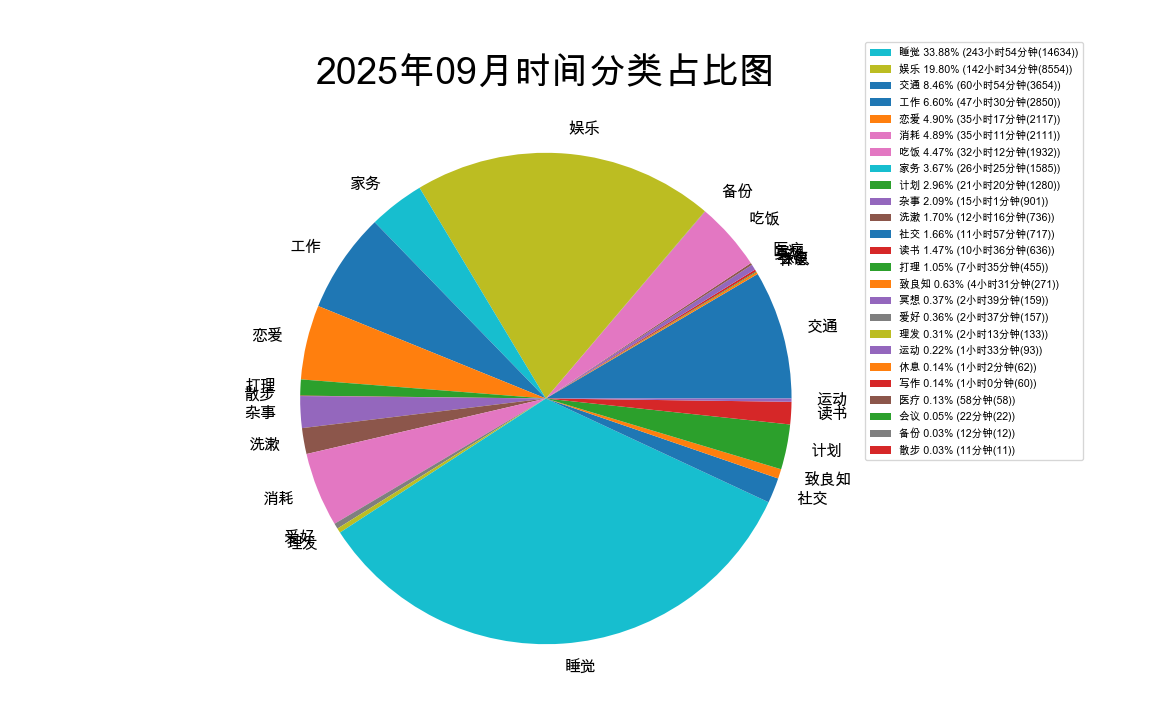 2025年09月时间分类占比图
睡觉 33.88% (243小时54分钟(14634))
娱乐 19.80% (142小时34分钟(8554))
交通 8.46% (60小时54分钟(3654))
工作 6.60% (47小时30分钟(2850))
恋爱 4.90% (35小时17分钟(2117))
消耗 4.89% (35小时11分钟(2111))
吃饭 4.47% (32小时12分钟(1932))
家务 3.67% (26小时25分钟(1585))
计划 2.96% (21小时20分钟(1280))
杂事 2.09% (15小时1分钟(901))
洗漱 1.70% (12小时16分钟(736))
社交 1.66% (11小时57分钟(717))
读书 1.47% (10小时36分钟(636))
打理 1.05% (7小时35分钟(455))
致良知 0.63% (4小时31分钟(271))
冥想 0.37% (2小时39分钟(159))
爱好 0.36% (2小时37分钟(157))
理发 0.31% (2小时13分钟(133))
运动 0.22% (1小时33分钟(93))
休息 0.14% (1小时2分钟(62))
写作 0.14% (1小时0分钟(60))
医疗 0.13% (58分钟(58))
会议 0.05% (22分钟(22))
备份 0.03% (12分钟(12))
散步 0.03% (11分钟(11))
娱乐
家务
备份
吃饭
工作
医疗
休息
交通
恋爱
打理
散步
杂事
运动
读书
洗漱
计划
消耗
致良知
社交
爱好
理发
睡觉